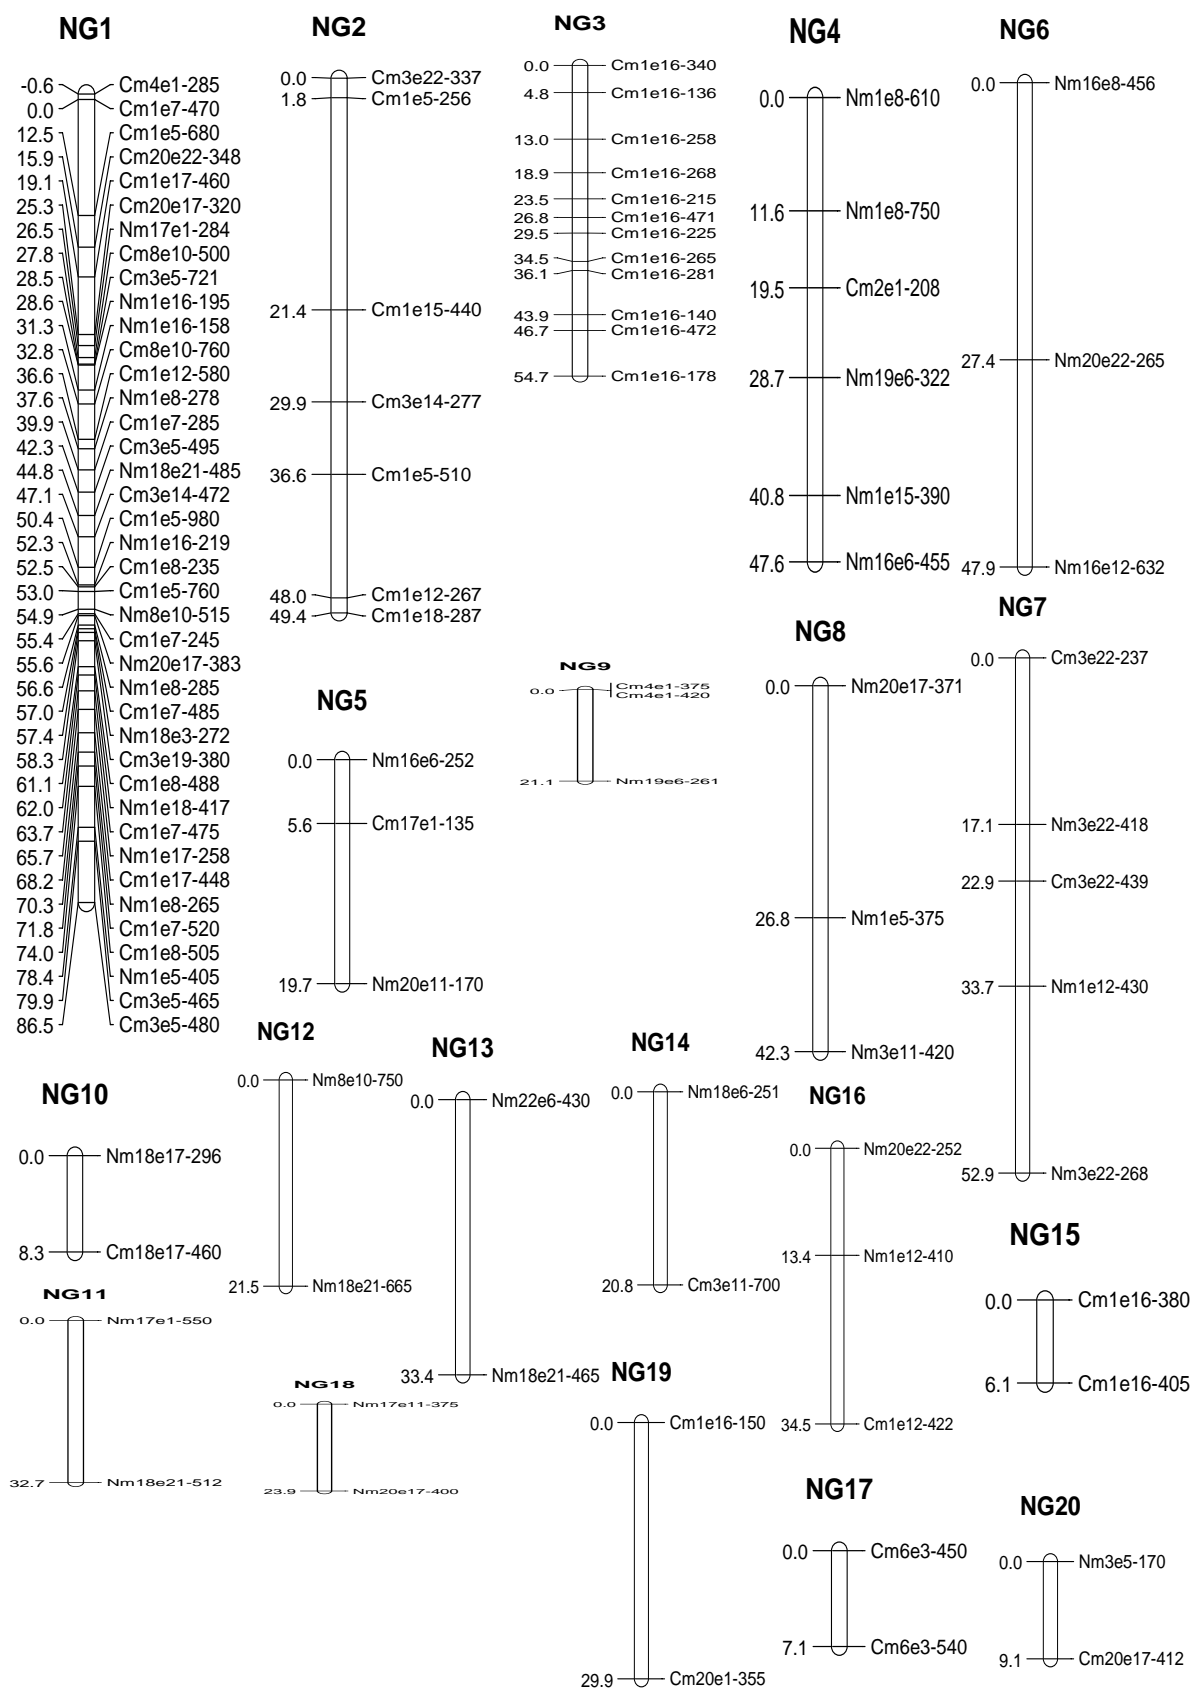 NG1
-0.6 Cm4e1-285
0.0 Cm1e7-470
12.5 Cm1e5-680
15.9 Cm20e22-348
19.1 Cm1e17-460
25.3 Cm20e17-320
26.5 Nm17e1-284
27.8 Cm8e10-500
28.5 Cm3e5-721
28.6 Nm1e16-195
31.3 Nm1e16-158
32.8 Cm8e10-760
36.6 Cm1e12-580
37.6 Nm1e8-278
39.9 Cm1e7-285
42.3 Cm3e5-495
44.8 Nm18e21-485
47.1 Cm3e14-472
50.4 Cm1e5-980
52.3 Nm1e16-219
52.5 Cm1e8-235
53.0 Cm1e5-760
54.9 Nm8e10-515
55.4 Cm1e7-245
55.6 Nm20e17-383
56.6 Nm1e8-285
57.0 Cm1e7-485
57.4 Nm18e3-272
58.3 Cm3e19-380
61.1 Cm1e8-488
62.0 Nm1e18-417
63.7 Cm1e7-475
65.7 Nm1e17-258
68.2 Cm1e17-448
70.3 Nm1e8-265
71.8 Cm1e7-520
74.0 Cm1e8-505
78.4 Nm1e5-405
79.9 Cm3e5-465
86.5 Cm3e5-480
NG2
0.0 Cm3e22-337
1.8 Cm1e5-256
21.4 Cm1e15-440
29.9 Cm3e14-277
36.6 Cm1e5-510
48.0 Cm1e12-267
49.4 Cm1e18-287
NG3
0.0 Cm1e16-340
4.8 Cm1e16-136
13.0 Cm1e16-258
18.9 Cm1e16-268
23.5 Cm1e16-215
26.8 Cm1e16-471
29.5 Cm1e16-225
34.5 Cm1e16-265
36.1 Cm1e16-281
43.9 Cm1e16-140
46.7 Cm1e16-472
54.7 Cm1e16-178
NG4
0.0 Nm1e8-610
11.6 Nm1e8-750
19.5 Cm2e1-208
28.7 Nm19e6-322
40.8 Nm1e15-390
47.6 Nm16e6-455
NG6
0.0 Nm16e8-456
27.4 Nm20e22-265
47.9 Nm16e12-632
NG5
0.0 Nm16e6-252
5.6 Cm17e1-135
19.7 Nm20e11-170
NG9
0.0 Cm4e1-375
Cm4e1-420
21.1 Nm19e6-261
NG8
0.0 Nm20e17-371
26.8 Nm1e5-375
42.3 Nm3e11-420
NG7
0.0 Cm3e22-237
17.1 Nm3e22-418
22.9 Cm3e22-439
33.7 Nm1e12-430
52.9 Nm3e22-268
NG10
0.0 Nm18e17-296
8.3 Cm18e17-460
NG12
0.0 Nm8e10-750
21.5 Nm18e21-665
NG13
0.0 Nm22e6-430
33.4 Nm18e21-465
NG14
0.0 Nm18e6-251
20.8 Cm3e11-700
NG16
0.0 Nm20e22-252
13.4 Nm1e12-410
34.5 Cm1e12-422
NG15
0.0 Cm1e16-380
6.1 Cm1e16-405
NG11
0.0 Nm17e1-550
32.7 Nm18e21-512
NG18
0.0 Nm17e11-375
23.9 Nm20e17-400
NG19
0.0 Cm1e16-150
29.9 Cm20e1-355
NG17
0.0 Cm6e3-450
7.1 Cm6e3-540
NG20
0.0 Nm3e5-170
9.1 Cm20e17-412